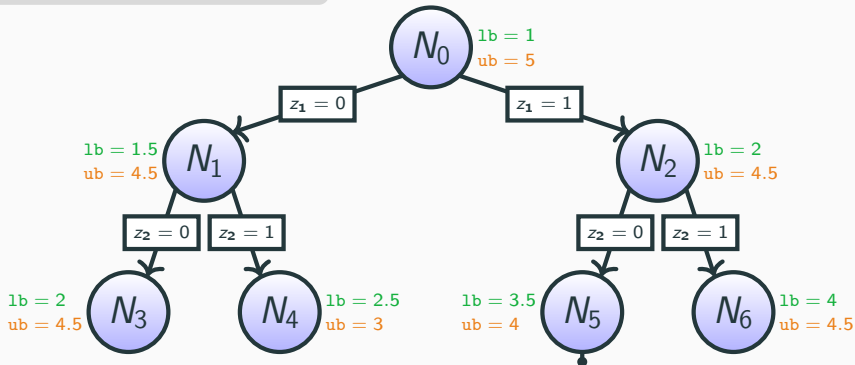 N₀
lb = 1
ub = 5
z₁ = 0
z₁ = 1
lb = 1.5
ub = 4.5
N₁
N₂
lb = 2
ub = 4.5
z₂ = 0
z₂ = 1
z₂ = 0
z₂ = 1
lb = 2
ub = 4.5
N₃
N₄
lb = 2.5
ub = 3
lb = 3.5
ub = 4
N₅
N₆
lb = 4
ub = 4.5